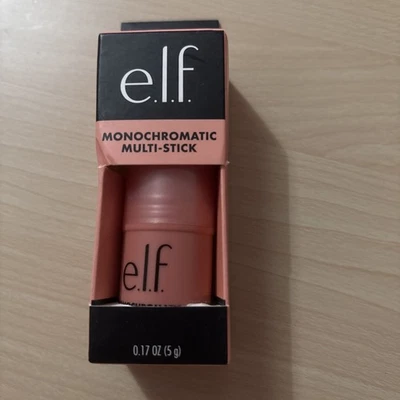 e.l.f.
MONOCHROMATIC
MULTI-STICK
e.l.f.
0.17 OZ (5 g)